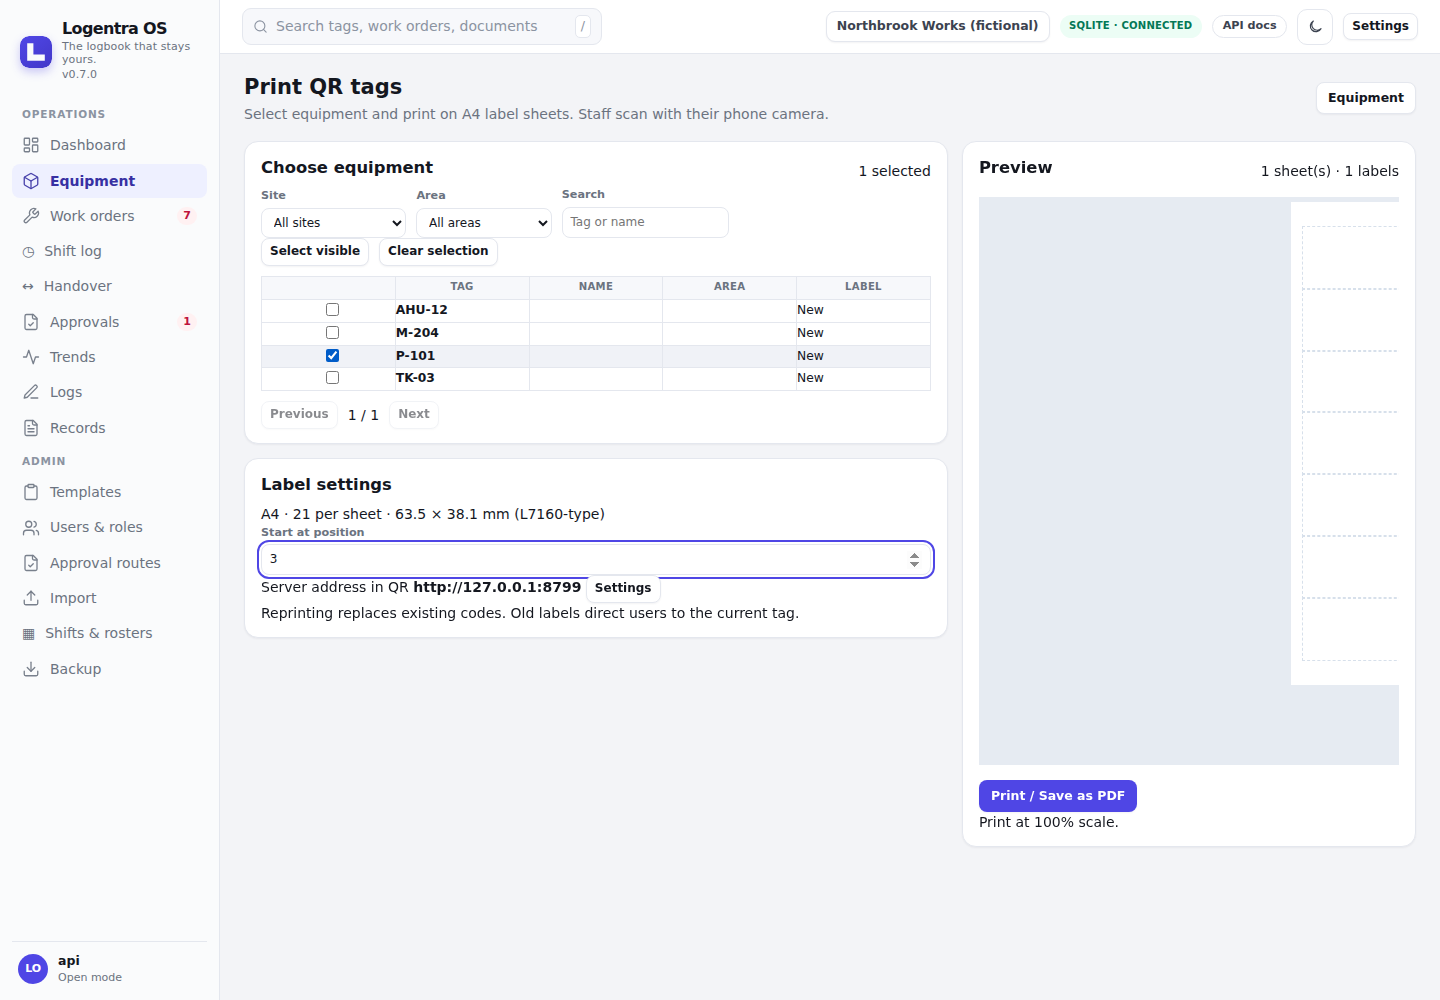 Logentra OS
The logbook that stays
yours.
v0.7.0
OPERATIONS
Dashboard
Equipment
Work orders 7
Shift log
Handover
Approvals 1
Trends
Logs
Records
ADMIN
Templates
Users & roles
Approval routes
Import
Shifts & rosters
Backup
LO
api
Open mode
Search tags, work orders, documents /
Northbrook Works (fictional)
SQLITE · CONNECTED
API docs
Settings
Print QR tags
Select equipment and print on A4 label sheets. Staff scan with their phone camera.
Equipment
Choose equipment
1 selected
Site Area Search
All sites All areas Tag or name
Select visible Clear selection
TAG NAME AREA LABEL
AHU-12 New
M-204 New
P-101 New
TK-03 New
Previous 1 / 1 Next
Label settings
A4 · 21 per sheet · 63.5 × 38.1 mm (L7160-type)
Start at position
3
Server address in QR http://127.0.0.1:8799 Settings
Reprinting replaces existing codes. Old labels direct users to the current tag.
Preview
1 sheet(s) · 1 labels
Print / Save as PDF
Print at 100% scale.